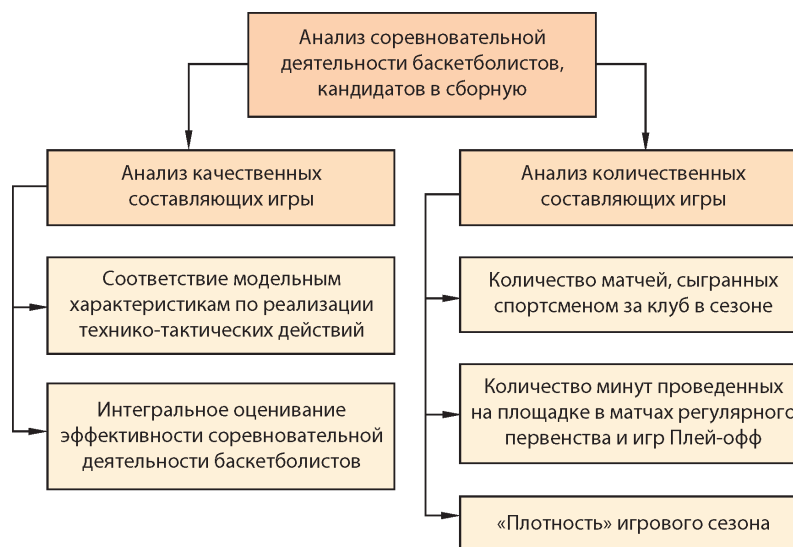 Анализ соревновательной
деятельности баскетболистов,
кандидатов в сборную
Анализ качественных
составляющих игры
Соответствие модельным
характеристикам по реализации
технико-тактических действий
Интегральное оценивание
эффективности соревновательной
деятельности баскетболистов
Анализ количественных
составляющих игры
Количество матчей, сыгранных
спортсменом за клуб в сезоне
Количество минут проведенных
на площадке в матчах регулярного
первенства и игр Плей-офф
«Плотность» игрового сезона